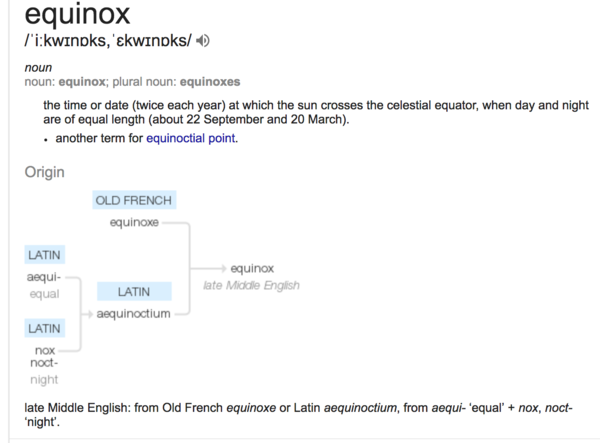 equinox
/ˈiːkwɪnɒks,ˈɛkwɪnɒks/
noun
noun: equinox; plural noun: equinoxes
the time or date (twice each year) at which the sun crosses the celestial equator, when day and night
are of equal length (about 22 September and 20 March).
• another term for equinoctial point.
Origin
OLD FRENCH
equinoxe
LATIN
aequi-
equal
LATIN
aequinoctium
equinox
late Middle English
LATIN
nox
noct-
night
late Middle English: from Old French equinoxe or Latin aequinoctium, from aequi- ‘equal’ + nox, noct-
‘night’.